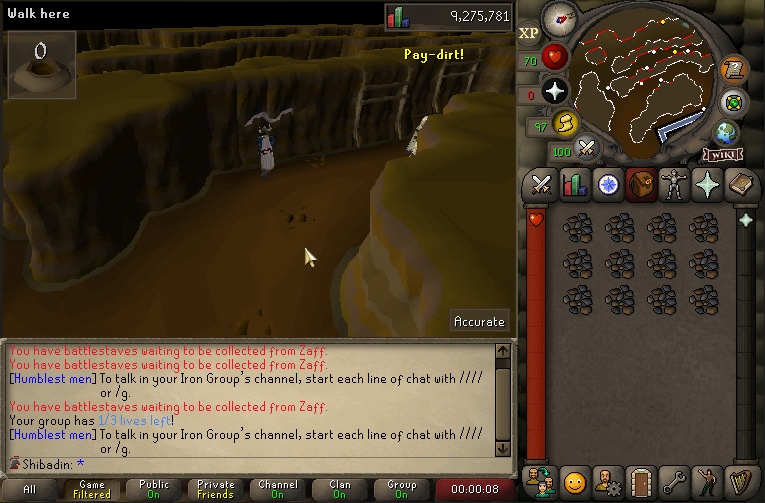 Walk here
9,275,781
0
Pay-dirt!
XP
70
0
97
100
WIKI
Accurate
You have battlestaves waiting to be collected from Zaff.
You have battlestaves waiting to be collected from Zaff.
[Humblest men] To talk in your Iron Group's channel, start each line of chat with ////
or /g.
You have battlestaves waiting to be collected from Zaff.
Your group has 1/3 lives left!
[Humblest men] To talk in your Iron Group's channel, start each line of chat with ////
or /g.
Shibadin: *
All
Game
Filtered
Public
On
Private
Friends
Channel
On
Clan
On
Group
On
00:00:08